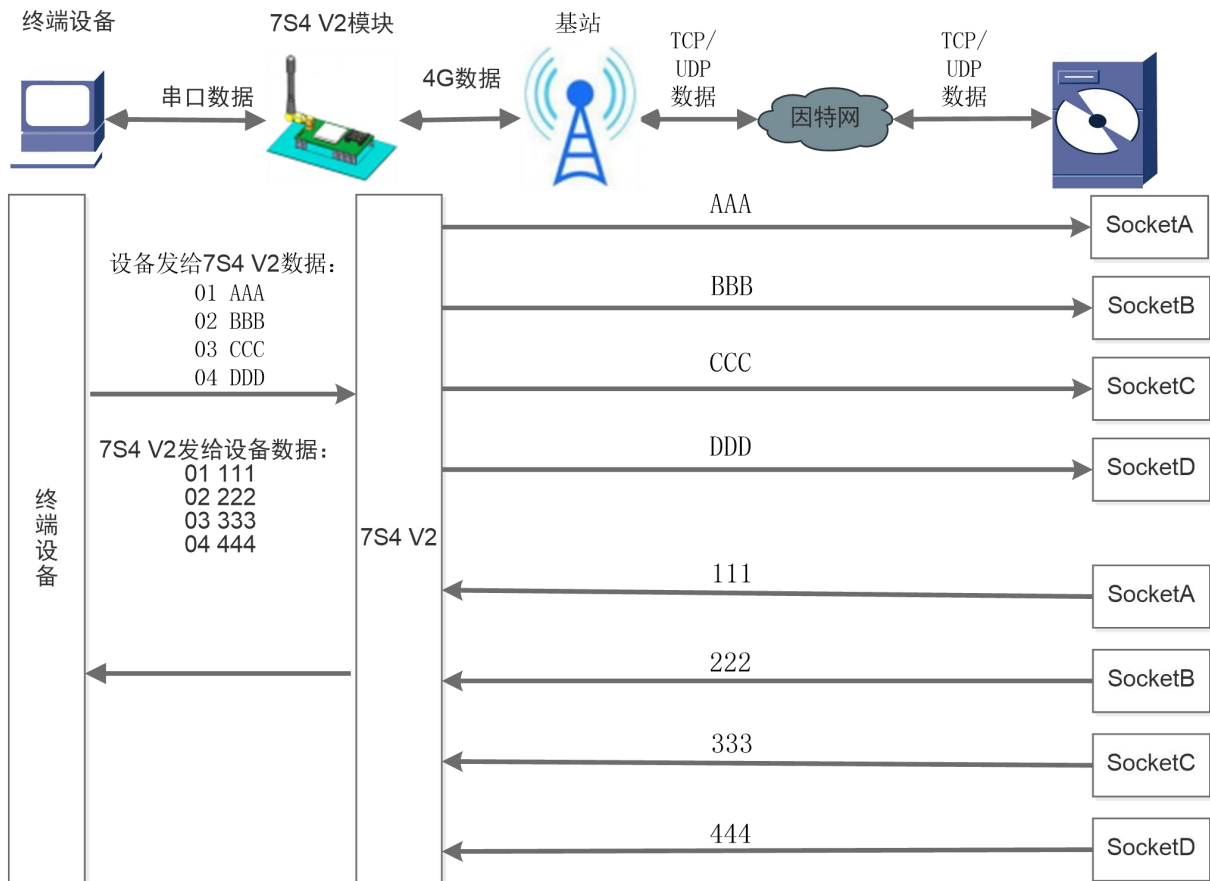 终端设备
7S4 V2模块
基站
串口数据
4G数据
TCP/
UDP
数据
因特网
TCP/
UDP
数据
设备发给7S4 V2数据：
01 AAA
02 BBB
03 CCC
04 DDD
7S4 V2发给设备数据：
01 111
02 222
03 333
04 444
终端设备
7S4 V2
AAA
SocketA
BBB
SocketB
CCC
SocketC
DDD
SocketD
111
SocketA
222
SocketB
333
SocketC
444
SocketD